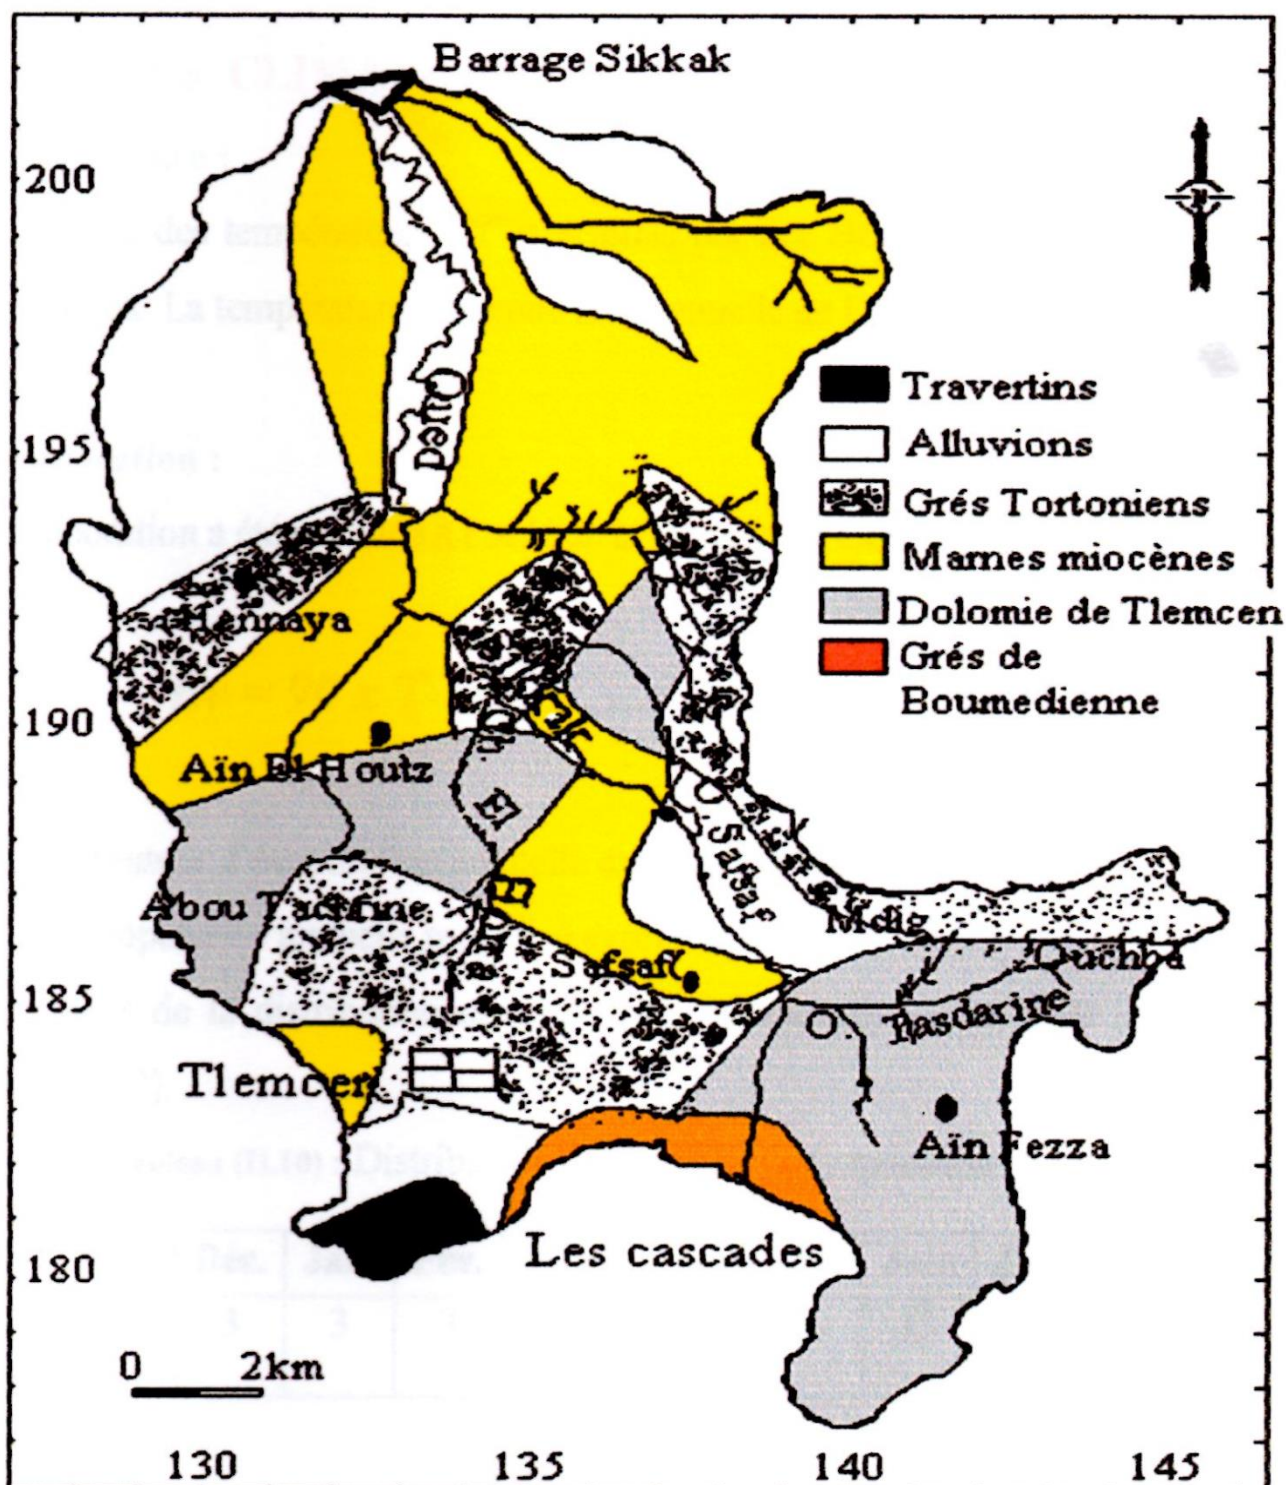 Barrage Sikkak
200
195
190
185
180
Oued
Travertins
Alluvions
Grés Tortoniens
Marnes miocènes
Dolomie de Tlemcen
Grés de
Boumedienne
Hennaya
Aïn El Houtz
O. Safsaf
Abou Tachfine
Safsaf
Mdig
Ouchba
Tasdaxine
O
Tlemcen
Aïn Fezza
Les cascades
0 2km
130 135 140 145